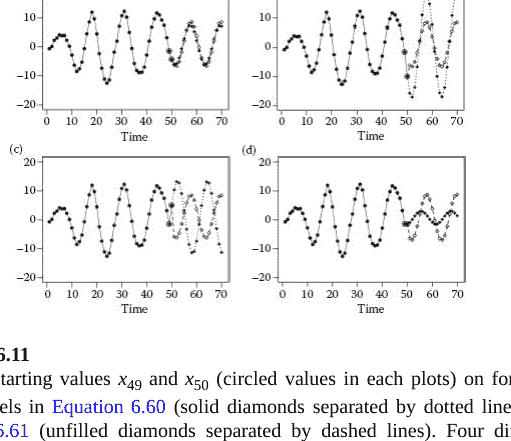 10
10
0
0
−10
−10
−20
−20
0 10 20 30 40 50 60 70
0 10 20 30 40 50 60 70
Time
Time
(c)
(d)
20
20
10
10
0
0
−10
−10
−20
−20
0 10 20 30 40 50 60 70
0 10 20 30 40 50 60 70
Time
Time
6.11
tarting values x49 and x50 (circled values in each plots) on for
els in Equation 6.60 (solid diamonds separated by dotted line
6.61 (unfilled diamonds separated by dashed lines). Four di